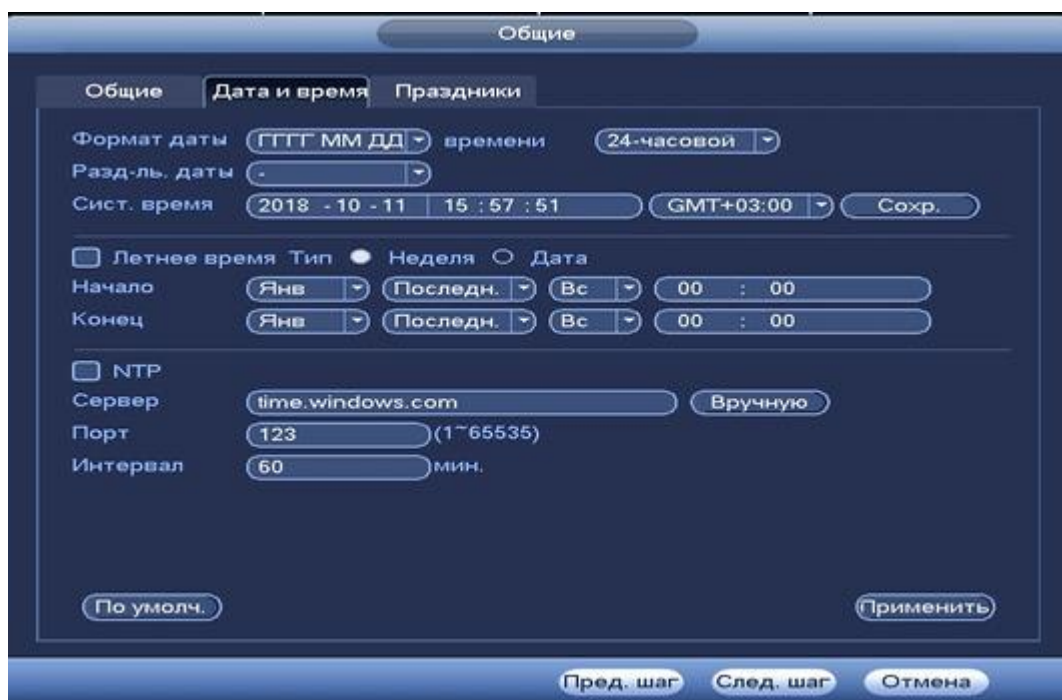 Общие
Общие Дата и время Праздники
Формат даты ГГГГ ММ ДД времени 24-часовой
Разд-ль. даты -
Сист. время 2018 - 10 - 11 15 : 57 : 51 GMT+03:00 Сохр.
Летнее время Тип Неделя Дата
Начало Янв Последн. Вс 00 : 00
Конец Янв Последн. Вс 00 : 00
NTP
Сервер time.windows.com Вручную
Порт 123 (1~65535)
Интервал 60 мин.
По умолч. Применить
Пред. шаг След. шаг Отмена